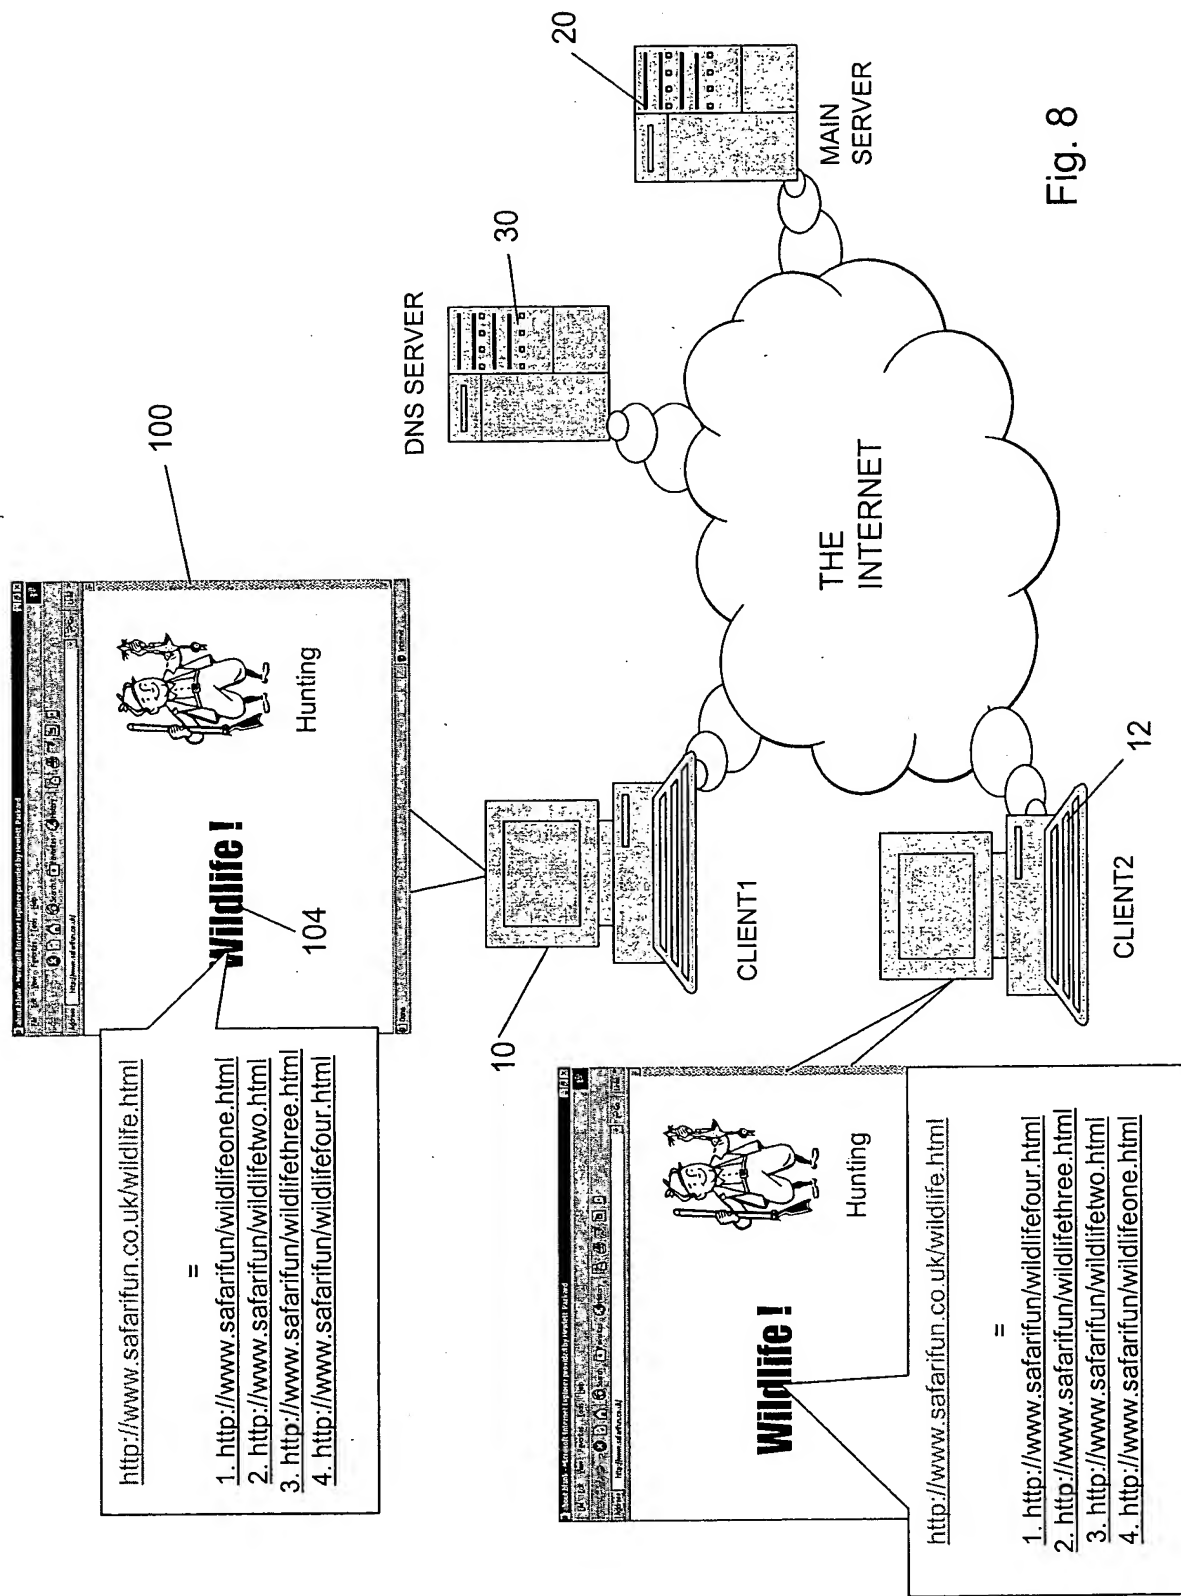 http://www.safarifun.co.uk/wildlife.html
=
1. http://www.safarifun/wildlifeone.html
2. http://www.safarifun/wildlifetwo.html
3. http://www.safarifun/wildlifethree.html
4. http://www.safarifun/wildlifefour.html
Wildlife!
104
Hunting
100
DNS SERVER
30
20
MAIN
SERVER
10
CLIENT1
THE
INTERNET
http://www.safarifun.co.uk/wildlife.html
=
1. http://www.safarifun/wildlifefour.html
2. http://www.safarifun/wildlifethree.html
3. http://www.safarifun/wildlifetwo.html
4. http://www.safarifun/wildlifeone.html
Wildlife!
Hunting
12
CLIENT2
Fig. 8